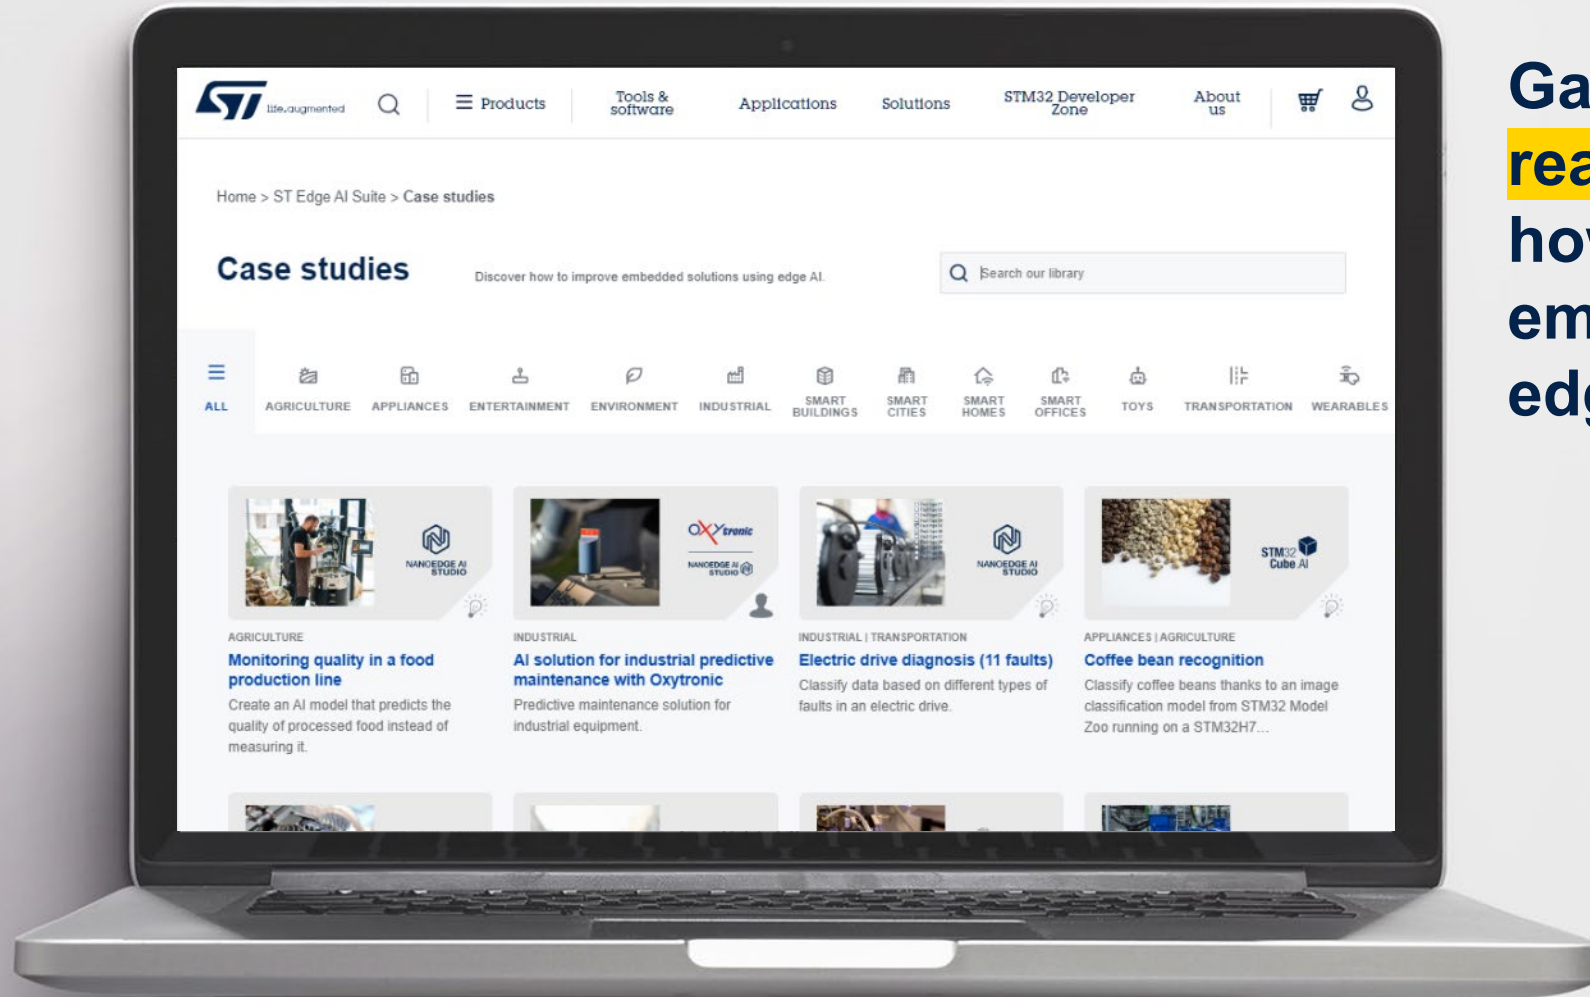 ST life.augmented
Products
Tools & software
Applications
Solutions
STM32 Developer Zone
About us
Home > ST Edge AI Suite > Case studies
Case studies
Discover how to improve embedded solutions using edge AI.
Search our library
ALL
AGRICULTURE
APPLIANCES
ENTERTAINMENT
ENVIRONMENT
INDUSTRIAL
SMART BUILDINGS
SMART CITIES
SMART HOMES
SMART OFFICES
TOYS
TRANSPORTATION
WEARABLES
NANOEDGE AI
STUDIO
AGRICULTURE
Monitoring quality in a food
production line
Create an AI model that predicts the
quality of processed food instead of
measuring it.
OXYtronic
NANOEDGE AI
STUDIO
INDUSTRIAL
AI solution for industrial predictive
maintenance with Oxytronic
Predictive maintenance solution for
industrial equipment.
NANOEDGE AI
STUDIO
INDUSTRIAL | TRANSPORTATION
Electric drive diagnosis (11 faults)
Classify data based on different types of
faults in an electric drive.
STM32
Cube.AI
APPLIANCES | AGRICULTURE
Coffee bean recognition
Classify coffee beans thanks to an image
classification model from STM32 Model
Zoo running on a STM32H7...
Ga
rea
how
em
edg